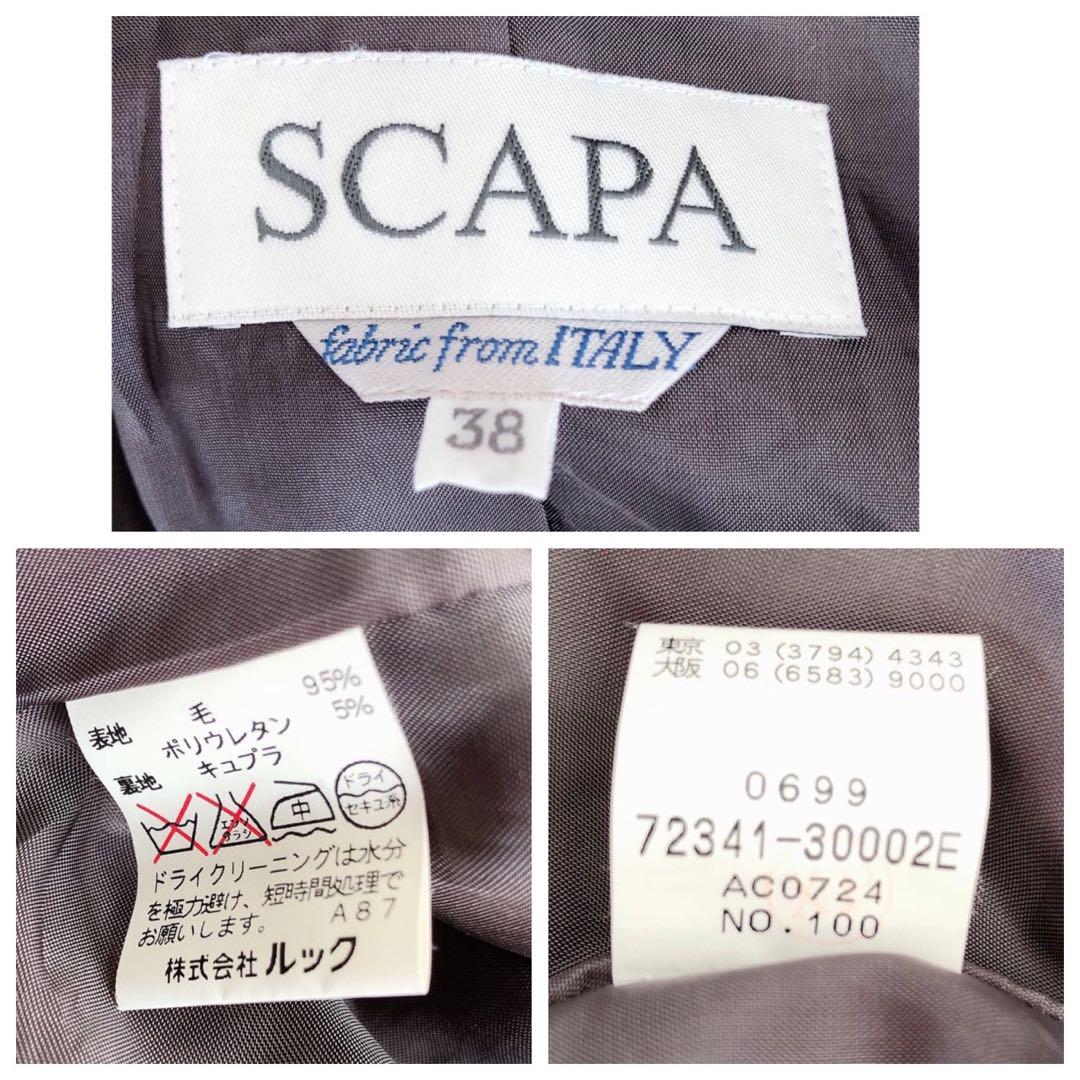 SCAPA
fabric from ITALY
38
表地 毛 95%
ポリウレタン 5%
裏地 キュプラ
エンソ サラシ 中 ドライ セキユ系
ドライクリーニングは水分
を極力避け、短時間処理で
お願いします。 A87
株式会社 ルック
東京 03 (3794) 4343
大阪 06 (6583) 9000
0699
72341-30002E
AC0724
NO.100